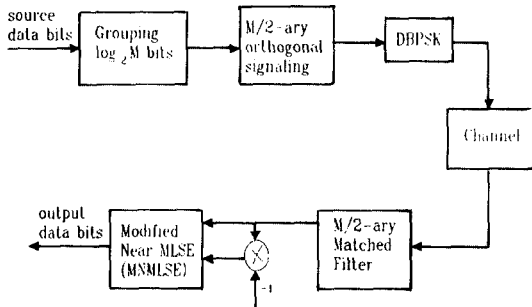 source
data bits
Grouping
log 2M bits
M/2-ary
orthogonal
signaling
DBPSK
Channel
output
data bits
Modified
Near MLSE
(MNMLSE)
X
-1
M/2-ary
Matched
Filter